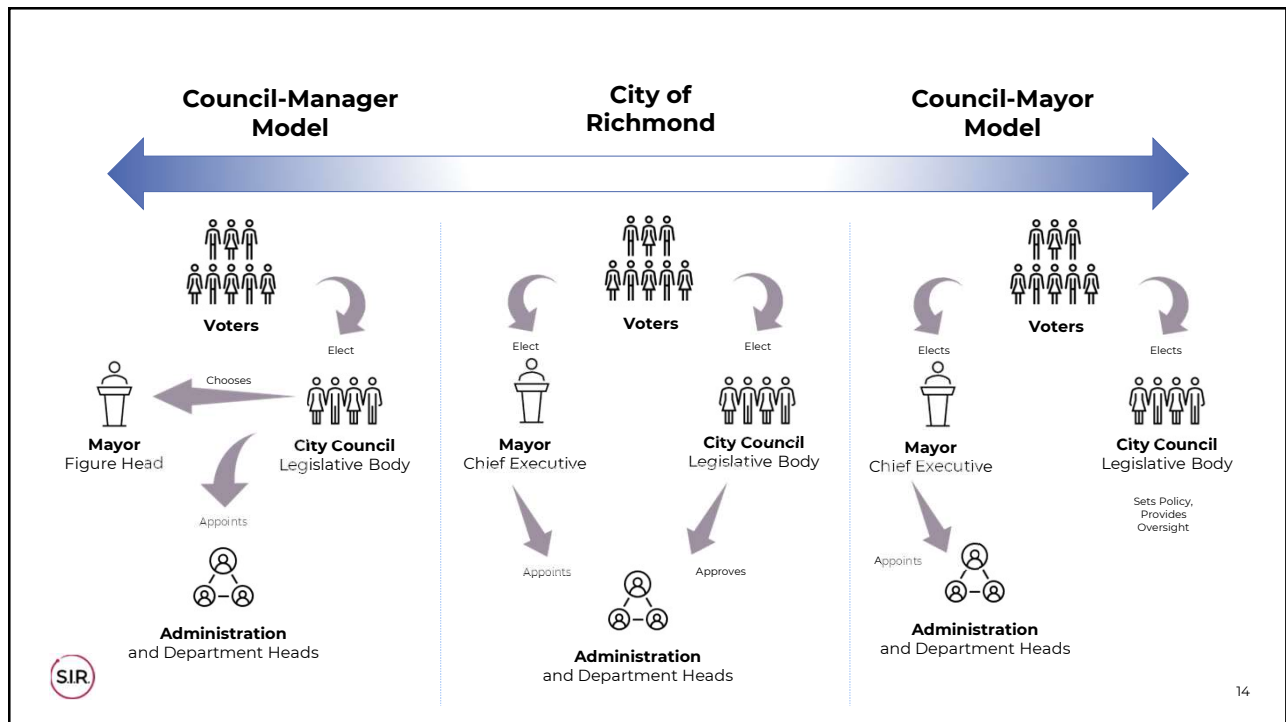 Council-Manager
Model
City of
Richmond
Council-Mayor
Model
Voters
Elect
Chooses
Mayor
Figure Head
City Council
Legislative Body
Appoints
Administration
and Department Heads
Voters
Elect
Elect
Mayor
Chief Executive
City Council
Legislative Body
Appoints
Approves
Administration
and Department Heads
Voters
Elects
Elects
Mayor
Chief Executive
City Council
Legislative Body
Sets Policy,
Provides
Oversight
Appoints
Administration
and Department Heads
S.I.R.
14